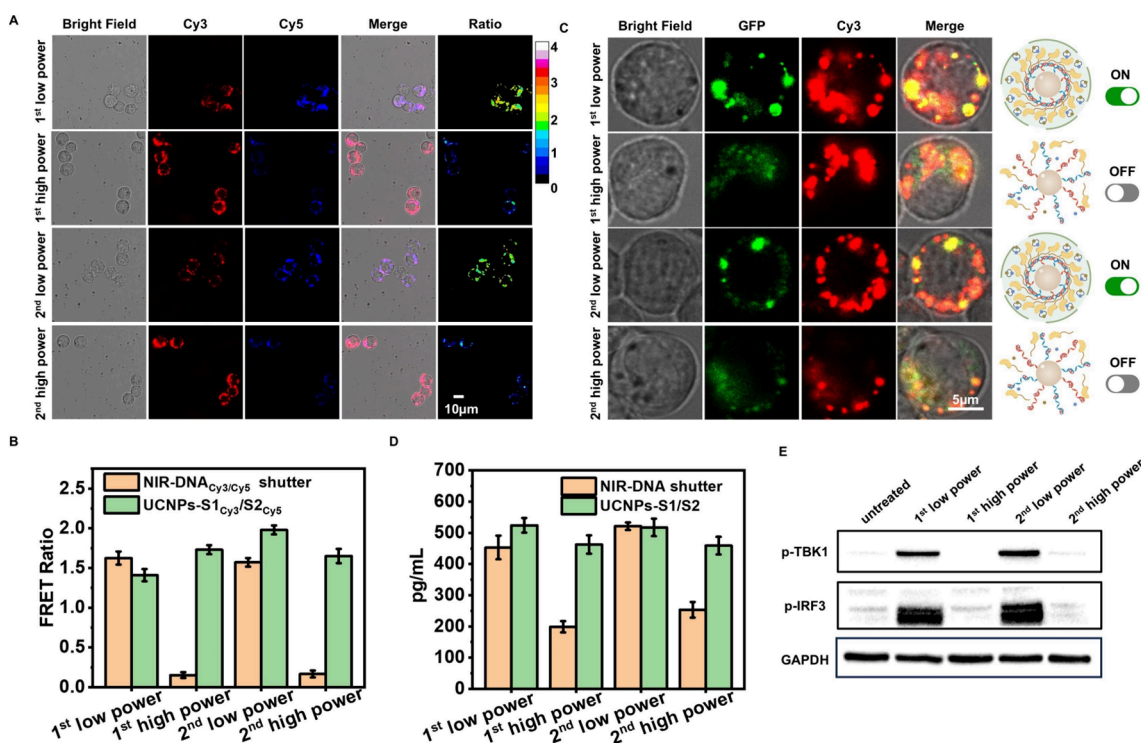 A
Bright Field Cy3 Cy5 Merge Ratio
1st low power
1st high power
2nd low power
2nd high power
4
3
2
1
0
10μm
C
Bright Field GFP Cy3 Merge
1st low power
1st high power
2nd low power
2nd high power
ON
OFF
ON
OFF
5μm
B
FRET Ratio
2.5
2.0
1.5
1.0
0.5
0.0
NIR-DNACy3/Cy5 shutter
UCNPs-S1Cy3/S2Cy5
1st low power
1st high power
2nd low power
2nd high power
D
pg/mL
700
600
500
400
300
200
100
0
NIR-DNA shutter
UCNPs-S1/S2
1st low power
1st high power
2nd low power
2nd high power
E
untreated
1st low power
1st high power
2nd low power
2nd high power
p-TBK1
p-IRF3
GAPDH